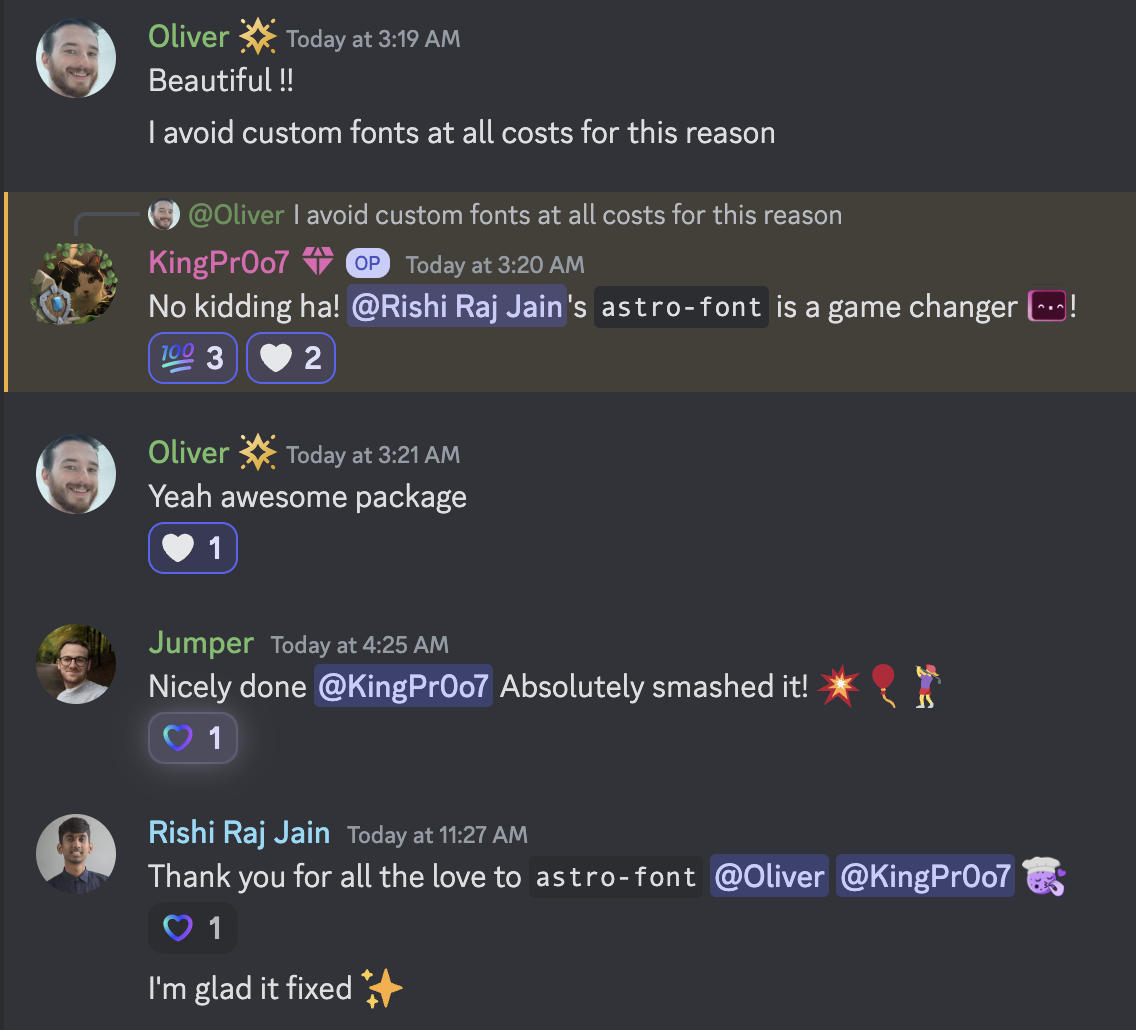 Oliver Today at 3:19 AM
Beautiful !!
I avoid custom fonts at all costs for this reason
@Oliver I avoid custom fonts at all costs for this reason
KingPr0o7 OP Today at 3:20 AM
No kidding ha! @Rishi Raj Jain's astro-font is a game changer !
100 3 2
Oliver Today at 3:21 AM
Yeah awesome package
1
Jumper Today at 4:25 AM
Nicely done @KingPr0o7 Absolutely smashed it!
1
Rishi Raj Jain Today at 11:27 AM
Thank you for all the love to astro-font @Oliver @KingPr0o7
1
I'm glad it fixed